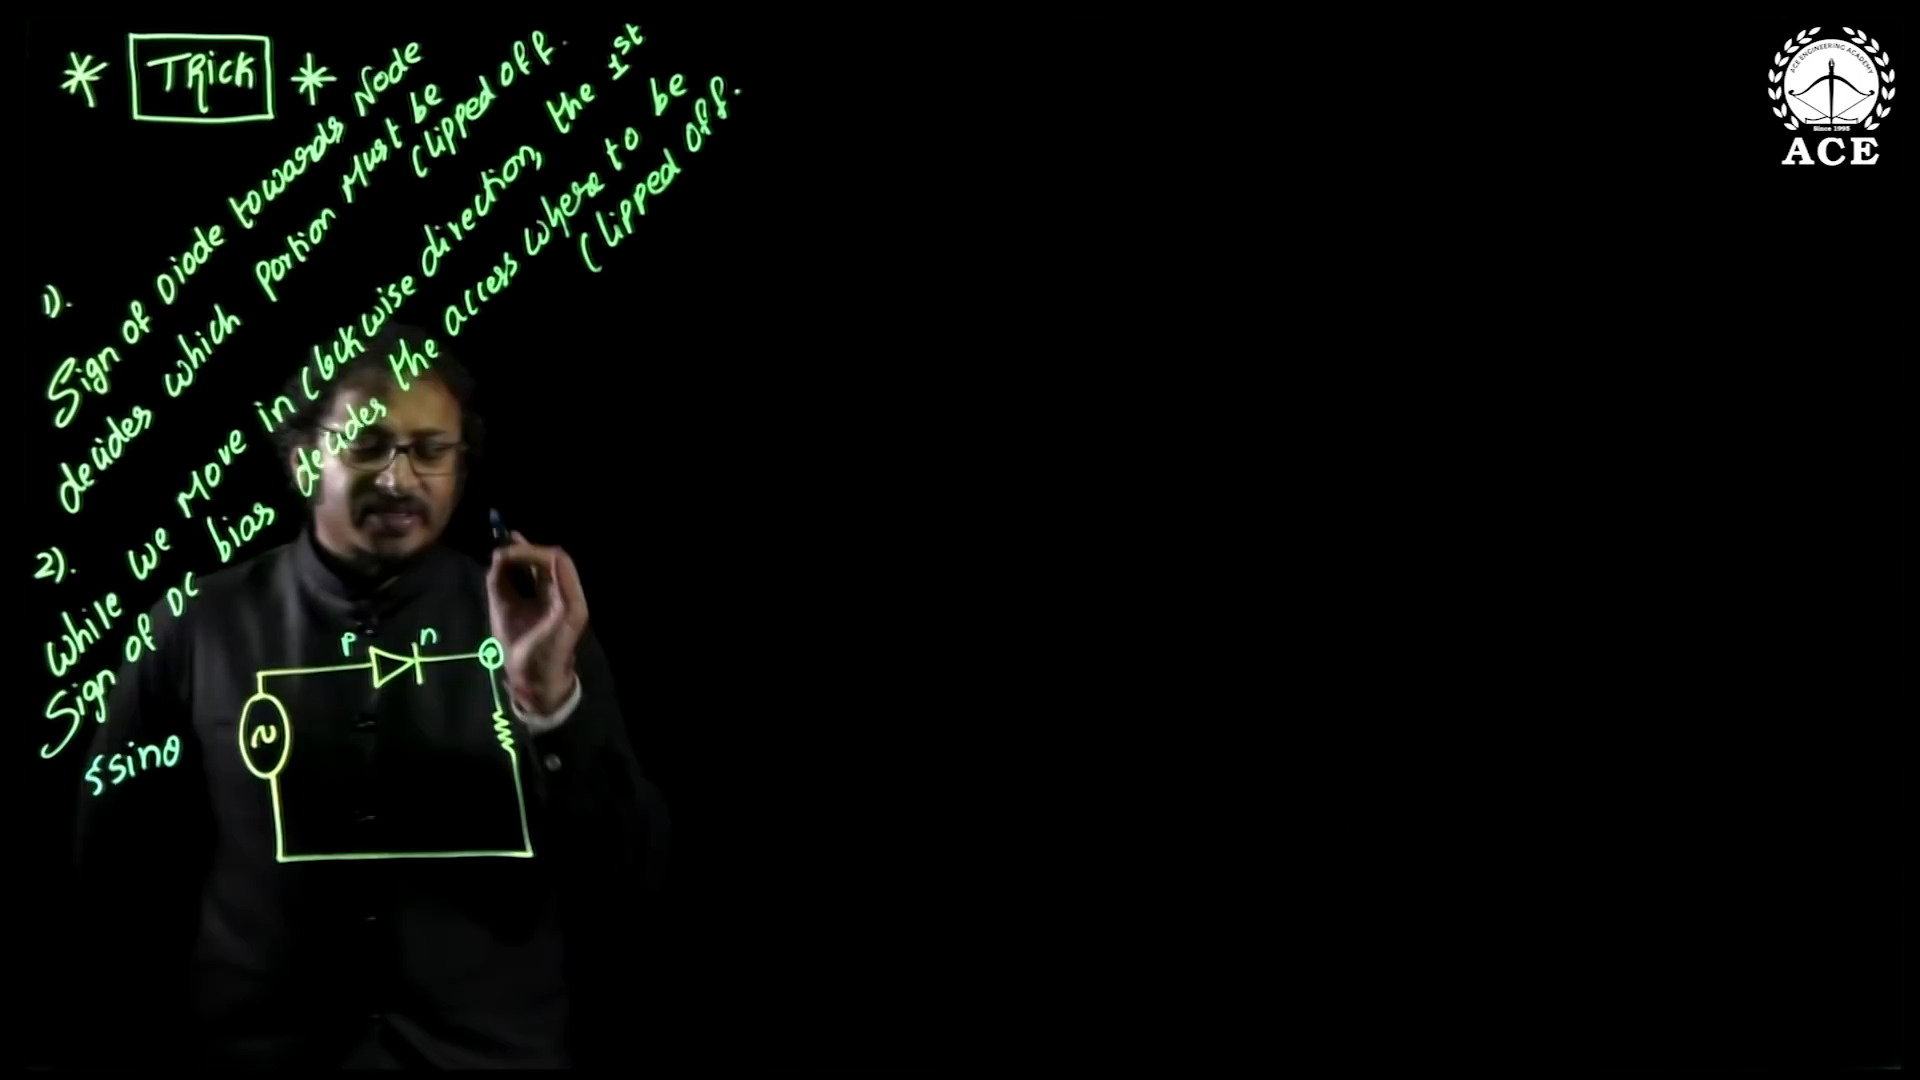 * TRICK *
1).
Sign of Diode towards Node
decides which portion must be
clipped off.
2).
While we move in clockwise direction, the 1st
Sign of DC bias decides the access where to be
clipped off.
P n
5sinθ
ACE ENGINEERING ACADEMY
Since 1995
ACE